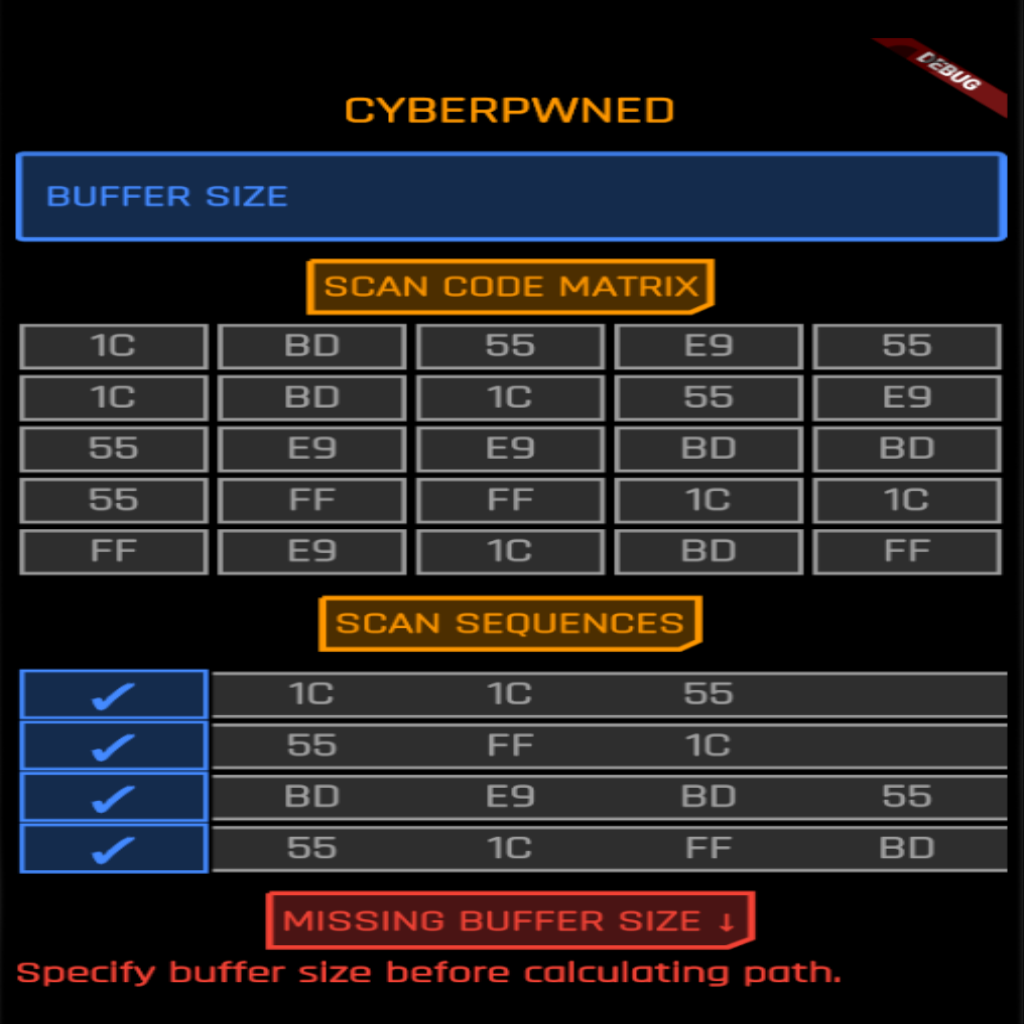 DEBUG
CYBERPWNED
BUFFER SIZE
SCAN CODE MATRIX
1C BD 55 E9 55
1C BD 1C 55 E9
55 E9 E9 BD BD
55 FF FF 1C 1C
FF E9 1C BD FF
SCAN SEQUENCES
✓ 1C 1C 55
✓ 55 FF 1C
✓ BD E9 BD 55
✓ 55 1C FF BD
MISSING BUFFER SIZE ↓
Specify buffer size before calculating path.